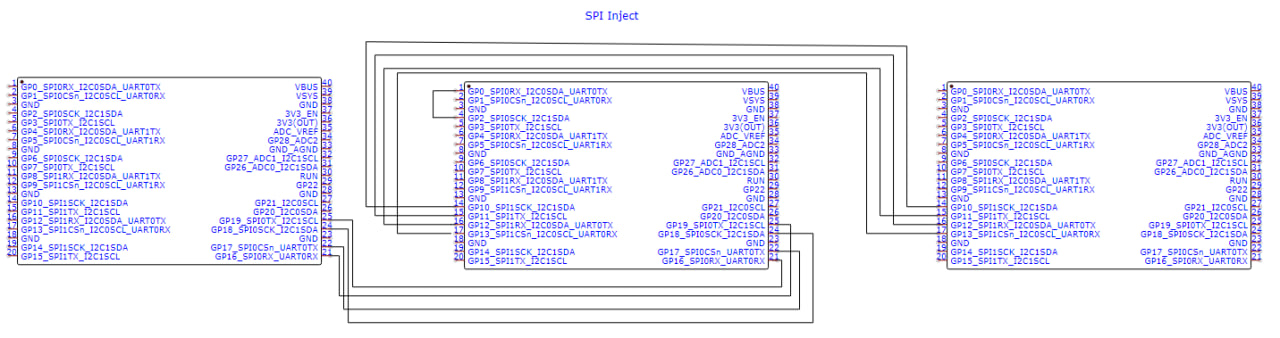 SPI Inject
1 GP0_SPI0RX_I2C0SDA_UART0TX VBUS 40
2 GP1_SPI0CSn_I2C0SCL_UART0RX VSYS 39
3 GND GND 38
4 GP2_SPI0SCK_I2C1SDA 3V3_EN 37
5 GP3_SPI0TX_I2C1SCL 3V3(OUT) 36
6 GP4_SPI0RX_I2C0SDA_UART1TX ADC_VREF 35
7 GP5_SPI0CSn_I2C0SCL_UART1RX GP28_ADC2 34
8 GND GND_AGND 33
9 GP6_SPI0SCK_I2C1SDA GP27_ADC1_I2C1SCL 32
10 GP7_SPI0TX_I2C1SCL GP26_ADC0_I2C1SDA 31
11 GP8_SPI1RX_I2C0SDA_UART1TX RUN 30
12 GP9_SPI1CSn_I2C0SCL_UART1RX GP22 29
13 GND GND 28
14 GP10_SPI1SCK_I2C1SDA GP21_I2C0SCL 27
15 GP11_SPI1TX_I2C1SCL GP20_I2C0SDA 26
16 GP12_SPI1RX_I2C0SDA_UART0TX GP19_SPI0TX_I2C1SCL 25
17 GP13_SPI1CSn_I2C0SCL_UART0RX GP18_SPI0SCK_I2C1SDA 24
18 GND GND 23
19 GP14_SPI1SCK_I2C1SDA GP17_SPI0CSn_UART0TX 22
20 GP15_SPI1TX_I2C1SCL GP16_SPI0RX_UART0RX 21
1 GP0_SPI0RX_I2C0SDA_UART0TX VBUS 40
2 GP1_SPI0CSn_I2C0SCL_UART0RX VSYS 39
3 GND GND 38
4 GP2_SPI0SCK_I2C1SDA 3V3_EN 37
5 GP3_SPI0TX_I2C1SCL 3V3(OUT) 36
6 GP4_SPI0RX_I2C0SDA_UART1TX ADC_VREF 35
7 GP5_SPI0CSn_I2C0SCL_UART1RX GP28_ADC2 34
8 GND GND_AGND 33
9 GP6_SPI0SCK_I2C1SDA GP27_ADC1_I2C1SCL 32
10 GP7_SPI0TX_I2C1SCL GP26_ADC0_I2C1SDA 31
11 GP8_SPI1RX_I2C0SDA_UART1TX RUN 30
12 GP9_SPI1CSn_I2C0SCL_UART1RX GP22 29
13 GND GND 28
14 GP10_SPI1SCK_I2C1SDA GP21_I2C0SCL 27
15 GP11_SPI1TX_I2C1SCL GP20_I2C0SDA 26
16 GP12_SPI1RX_I2C0SDA_UART0TX GP19_SPI0TX_I2C1SCL 25
17 GP13_SPI1CSn_I2C0SCL_UART0RX GP18_SPI0SCK_I2C1SDA 24
18 GND GND 23
19 GP14_SPI1SCK_I2C1SDA GP17_SPI0CSn_UART0TX 22
20 GP15_SPI1TX_I2C1SCL GP16_SPI0RX_UART0RX 21
1 GP0_SPI0RX_I2C0SDA_UART0TX VBUS 40
2 GP1_SPI0CSn_I2C0SCL_UART0RX VSYS 39
3 GND GND 38
4 GP2_SPI0SCK_I2C1SDA 3V3_EN 37
5 GP3_SPI0TX_I2C1SCL 3V3(OUT) 36
6 GP4_SPI0RX_I2C0SDA_UART1TX ADC_VREF 35
7 GP5_SPI0CSn_I2C0SCL_UART1RX GP28_ADC2 34
8 GND GND_AGND 33
9 GP6_SPI0SCK_I2C1SDA GP27_ADC1_I2C1SCL 32
10 GP7_SPI0TX_I2C1SCL GP26_ADC0_I2C1SDA 31
11 GP8_SPI1RX_I2C0SDA_UART1TX RUN 30
12 GP9_SPI1CSn_I2C0SCL_UART1RX GP22 29
13 GND GND 28
14 GP10_SPI1SCK_I2C1SDA GP21_I2C0SCL 27
15 GP11_SPI1TX_I2C1SCL GP20_I2C0SDA 26
16 GP12_SPI1RX_I2C0SDA_UART0TX GP19_SPI0TX_I2C1SCL 25
17 GP13_SPI1CSn_I2C0SCL_UART0RX GP18_SPI0SCK_I2C1SDA 24
18 GND GND 23
19 GP14_SPI1SCK_I2C1SDA GP17_SPI0CSn_UART0TX 22
20 GP15_SPI1TX_I2C1SCL GP16_SPI0RX_UART0RX 21